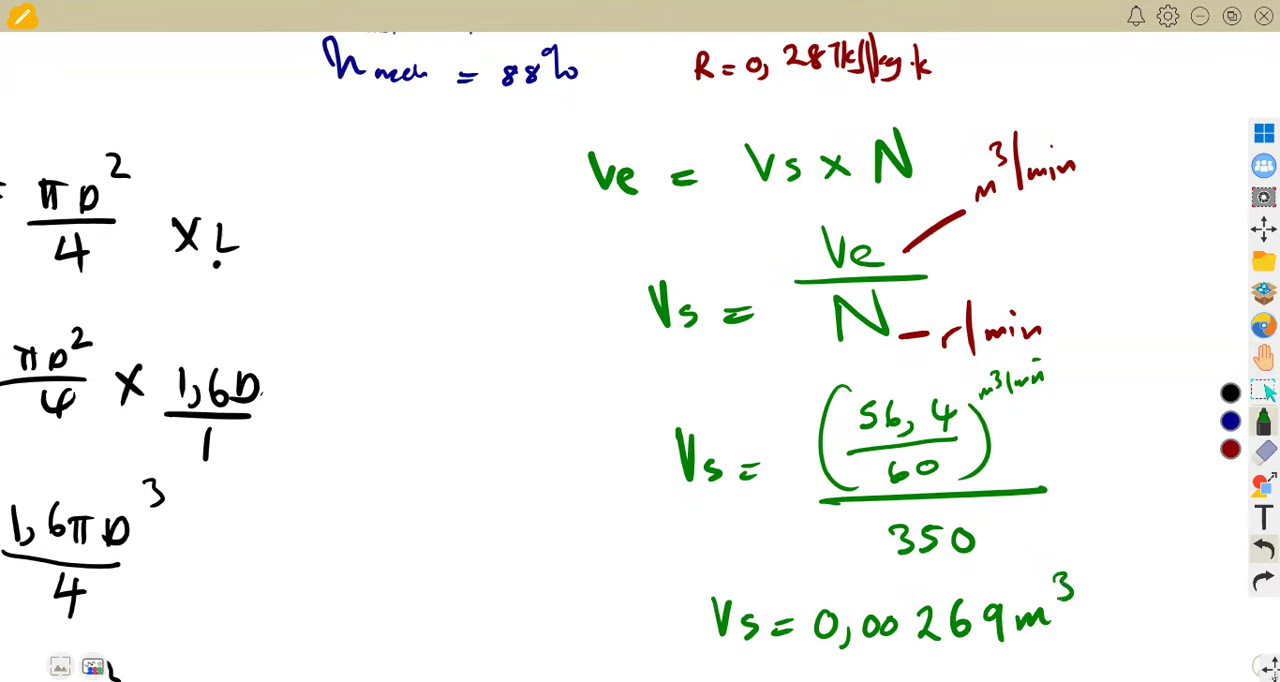 ηmech = 88% R = 0,287kJ/kg.k
= πD²/4 × L
πD²/4 × 1,6D/1
1,6πD³/4
Ve = Vs × N
Vs = Ve/N m³/min r/min
Vs = (56,4/60) m³/min / 350
Vs = 0,00269m³